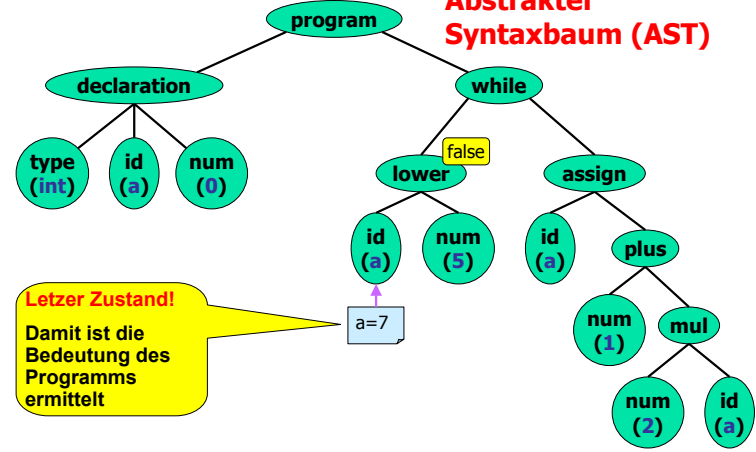 Abstrakter
Syntaxbaum (AST)
program
declaration
while
false
type
(int)
id
(a)
num
(0)
lower
assign
id
(a)
num
(5)
id
(a)
plus
Letzer Zustand!
Damit ist die
Bedeutung des
Programms
ermittelt
a=7
num
(1)
mul
num
(2)
id
(a)